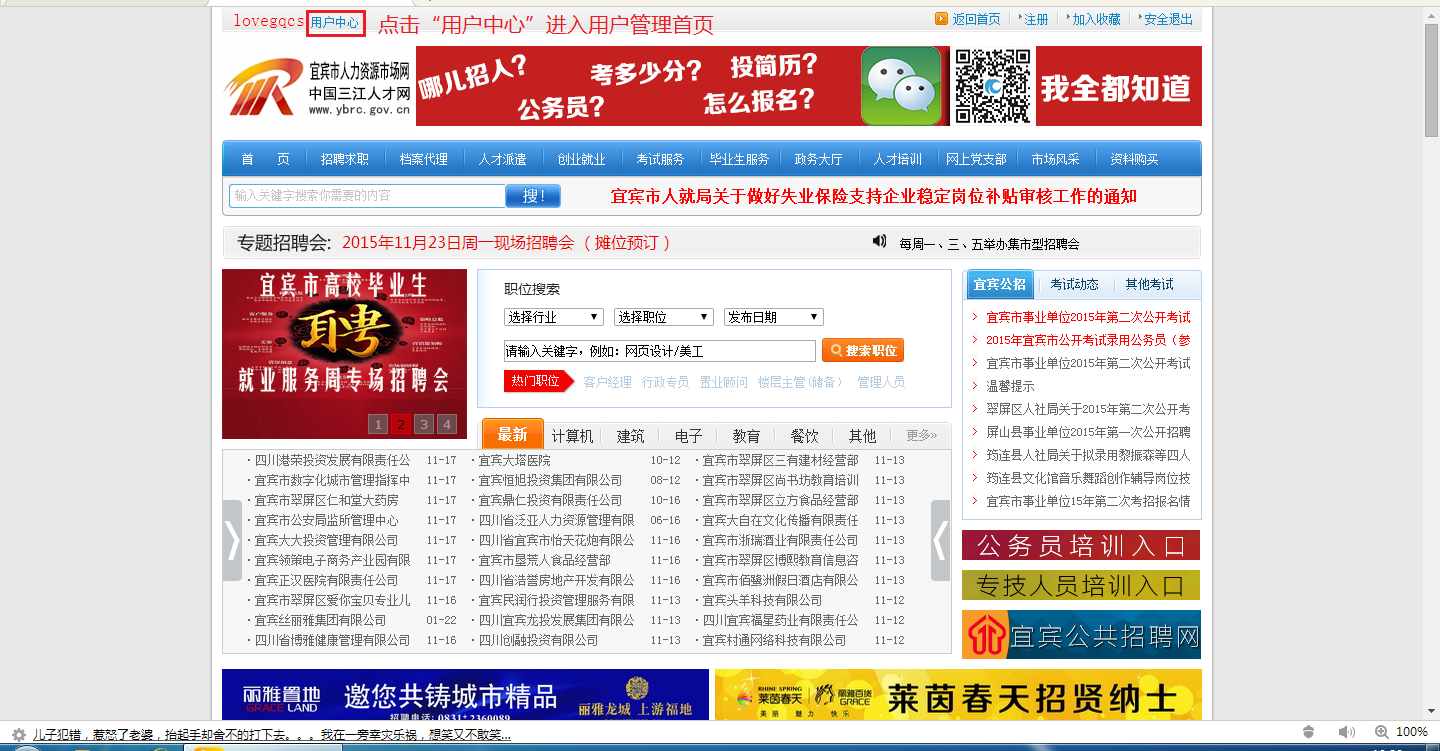 lovegqcs 用户中心 点击“用户中心”进入用户管理首页 返回首页 注册 加入收藏 安全退出
宜宾市人力资源市场网
中国三江人才网
www.ybrc.gov.cn
哪儿招人? 考多少分? 投简历?
公务员? 怎么报名?
我全都知道
首 页 招聘求职 档案代理 人才派遣 创业就业 考试服务 毕业生服务 政务大厅 人才培训 网上党支部 市场风采 资料购买
输入关键字搜索你需要的内容 搜! 宜宾市人就局关于做好失业保险支持企业稳定岗位补贴审核工作的通知
专题招聘会: 2015年11月23日周一现场招聘会 ( 摊位预订 ) 每周一、三、五举办集市型招聘会
宜宾市高校毕业生
聘
就业服务周专场招聘会
1 2 3 4
职位搜索
选择行业 选择职位 发布日期
请输入关键字，例如：网页设计/美工 搜索职位
热门职位 客户经理 行政专员 置业顾问 楼层主管(储备) 管理人员
宜宾公招 考试动态 其他考试
宜宾市事业单位2015年第二次公开考试
2015年宜宾市公开考试录用公务员（参
宜宾市事业单位2015年第二次公开考试
温馨提示
翠屏区人社局关于2015年第二次公开考
屏山县事业单位2015年第一次公开招聘
筠连县人社局关于拟录用黎振森等四人
筠连县文化馆音乐舞蹈创作辅导岗位技
宜宾市事业单位15年第二次考招报名情
最新 计算机 建筑 电子 教育 餐饮 其他 更多»
· 四川港荣投资发展有限责任公 11-17 · 宜宾大塔医院 10-12 · 宜宾市翠屏区三有建材经营部 11-13
· 宜宾市数字化城市管理指挥中 11-17 · 宜宾恒旭投资集团有限公司 08-12 · 宜宾市翠屏区尚书坊教育培训 11-13
· 宜宾市翠屏区仁和堂大药房 11-17 · 宜宾鼎仁投资有限责任公司 10-16 · 宜宾市翠屏区立方食品经营部 11-13
· 宜宾市公安局监所管理中心 11-17 · 四川省泛亚人力资源管理有限 06-16 · 宜宾大自在文化传播有限责任 11-13
· 宜宾大大投资管理有限公司 11-17 · 四川省宜宾市怡天花炮有限公 11-16 · 宜宾市浙瑞酒业有限责任公司 11-13
· 宜宾领策电子商务产业园有限 11-17 · 宜宾市垦荒人食品经营部 11-16 · 宜宾市翠屏区博熙教育信息咨 11-13
· 宜宾正汉医院有限责任公司 11-17 · 四川省浩誉房地产开发有限公 11-16 · 宜宾市佰骏洲假日酒店有限公 11-13
· 宜宾市翠屏区爱你宝贝专业儿 11-17 · 宜宾民润行投资管理服务有限 11-13 · 宜宾头羊科技有限公司 11-12
· 宜宾丝丽雅集团有限公司 01-22 · 四川宜宾龙投发展集团有限公 11-13 · 四川宜宾福星药业有限责任公 11-12
· 四川省博雅健康管理有限公司 11-16 · 四川创融投资有限公司 11-13 · 宜宾村通网络科技有限公司 11-12
公务员培训入口
专技人员培训入口
宜宾公共招聘网
丽雅置地 GRACE LAND 邀您共铸城市精品 丽雅龙城 上游福地
招聘电话: 0831-2360089
RHINE SPRING 莱茵春天 丽雅百货 GRACE 莱茵春天招贤纳士
美丽 魅力 快乐
儿子犯错，惹怒了老婆，抬起手却舍不的打下去。。。我在一旁幸灾乐祸，想笑又不敢笑... 100%